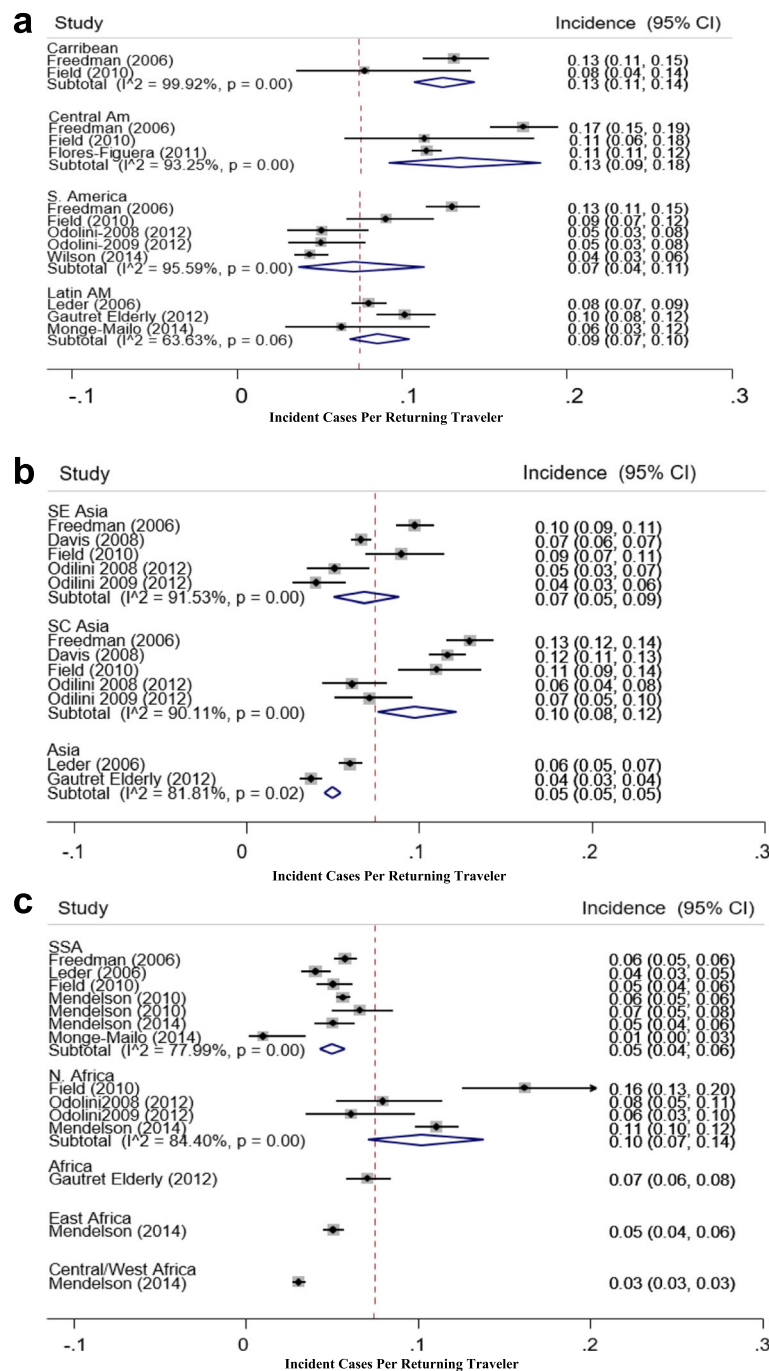 a
Study Incidence (95% CI)
Carribean
Freedman (2006) 0.13 (0.11, 0.15)
Field (2010) 0.08 (0.04, 0.14)
Subtotal (I^2 = 99.92%, p = 0.00) 0.13 (0.11, 0.14)
Central Am
Freedman (2006) 0.17 (0.15, 0.19)
Field (2010) 0.11 (0.06, 0.18)
Flores-Figuera (2011) 0.11 (0.11, 0.12)
Subtotal (I^2 = 93.25%, p = 0.00) 0.13 (0.09, 0.18)
S. America
Freedman (2006) 0.13 (0.11, 0.15)
Field (2010) 0.09 (0.07, 0.12)
Odolini-2008 (2012) 0.05 (0.03, 0.08)
Odolini-2009 (2012) 0.05 (0.03, 0.08)
Wilson (2014) 0.04 (0.03, 0.06)
Subtotal (I^2 = 95.59%, p = 0.00) 0.07 (0.04, 0.11)
Latin AM
Leder (2006) 0.08 (0.07, 0.09)
Gautret Elderly (2012) 0.10 (0.08, 0.12)
Monge-Mailo (2014) 0.06 (0.03, 0.12)
Subtotal (I^2 = 63.63%, p = 0.06) 0.09 (0.07, 0.10)
-.1 0 .1 .2 .3
Incident Cases Per Returning Traveler
b
Study Incidence (95% CI)
SE Asia
Freedman (2006) 0.10 (0.09, 0.11)
Davis (2008) 0.07 (0.06, 0.07)
Field (2010) 0.09 (0.07, 0.11)
Odilini 2008 (2012) 0.05 (0.03, 0.07)
Odilini 2009 (2012) 0.04 (0.03, 0.06)
Subtotal (I^2 = 91.53%, p = 0.00) 0.07 (0.05, 0.09)
SC Asia
Freedman (2006) 0.13 (0.12, 0.14)
Davis (2008) 0.12 (0.11, 0.13)
Field (2010) 0.11 (0.09, 0.14)
Odilini 2008 (2012) 0.06 (0.04, 0.08)
Odilini 2009 (2012) 0.07 (0.05, 0.10)
Subtotal (I^2 = 90.11%, p = 0.00) 0.10 (0.08, 0.12)
Asia
Leder (2006) 0.06 (0.05, 0.07)
Gautret Elderly (2012) 0.04 (0.03, 0.04)
Subtotal (I^2 = 81.81%, p = 0.02) 0.05 (0.05, 0.05)
-.1 0 .1 .2 .3
Incident Cases Per Returning Traveler
c
Study Incidence (95% CI)
SSA
Freedman (2006) 0.06 (0.05, 0.06)
Leder (2006) 0.04 (0.03, 0.05)
Field (2010) 0.05 (0.04, 0.06)
Mendelson (2010) 0.06 (0.05, 0.06)
Mendelson (2010) 0.07 (0.05, 0.08)
Mendelson (2014) 0.05 (0.04, 0.06)
Monge-Mailo (2014) 0.01 (0.00, 0.03)
Subtotal (I^2 = 77.99%, p = 0.00) 0.05 (0.04, 0.06)
N. Africa
Field (2010) 0.16 (0.13, 0.20)
Odolini2008 (2012) 0.08 (0.05, 0.11)
Odolini2009 (2012) 0.06 (0.03, 0.10)
Mendelson (2014) 0.11 (0.10, 0.12)
Subtotal (I^2 = 84.40%, p = 0.00) 0.10 (0.07, 0.14)
Africa
Gautret Elderly (2012) 0.07 (0.06, 0.08)
East Africa
Mendelson (2014) 0.05 (0.04, 0.06)
Central/West Africa
Mendelson (2014) 0.03 (0.03, 0.03)
-.1 0 .1 .2 .3
Incident Cases Per Returning Traveler